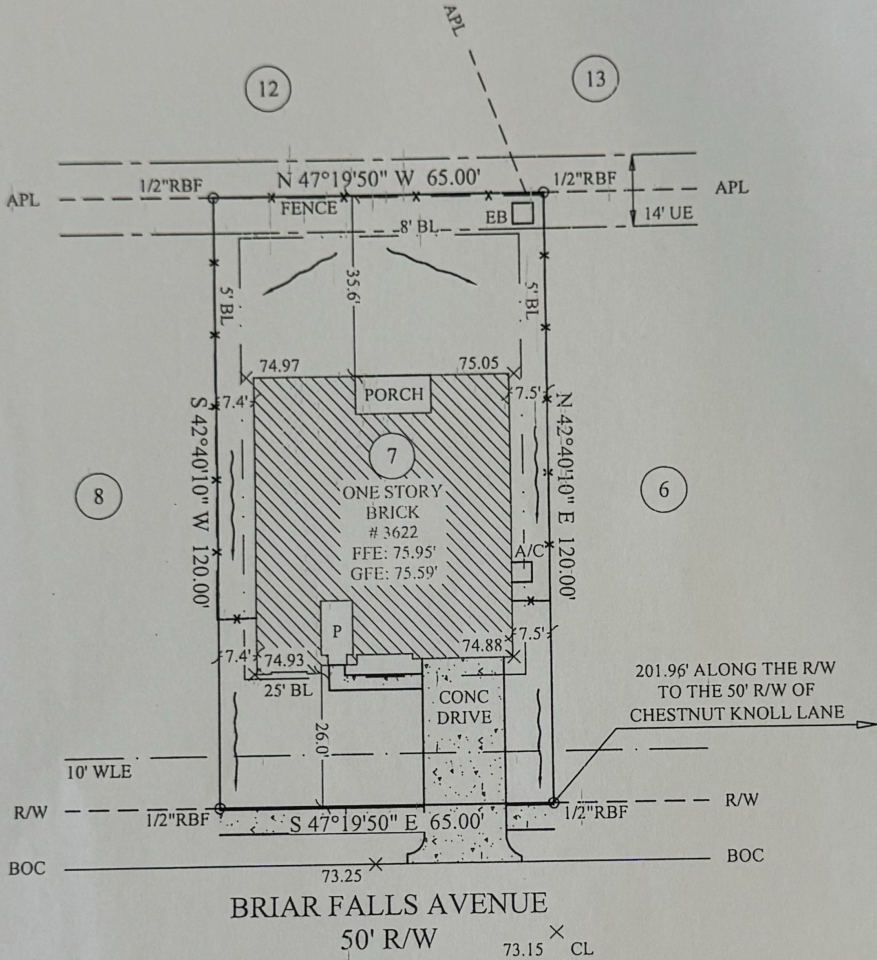 APL
12
13
N 47°19'50" W 65.00'
1/2"RBF
1/2"RBF
APL
APL
FENCE
EB
14' UE
8' BL
5' BL
35.6'
5' BL
74.97
75.05
PORCH
7.4'
7.5'
S 42°40'10" W 120.00'
N 42°40'10" E 120.00'
7
8
6
ONE STORY
BRICK
# 3622
FFE: 75.95'
GFE: 75.59'
A/C
P
7.4'
74.93
74.88
7.5'
25' BL
CONC
DRIVE
201.96' ALONG THE R/W
TO THE 50' R/W OF
CHESTNUT KNOLL LANE
26.0'
10' WLE
R/W
R/W
1/2"RBF
S 47°19'50" E 65.00'
1/2"RBF
BOC
BOC
73.25
BRIAR FALLS AVENUE
50' R/W
73.15
CL